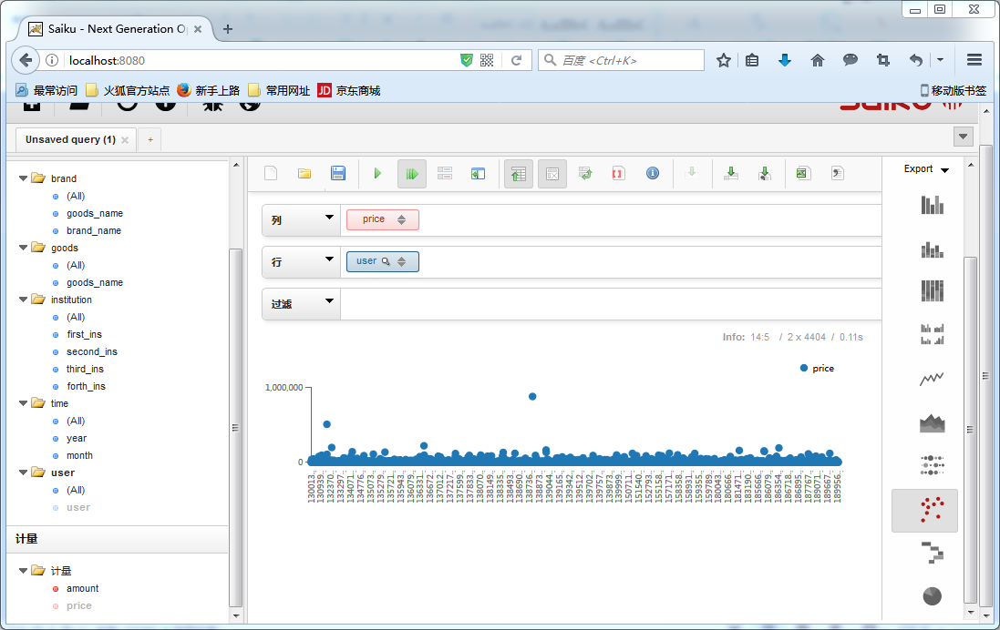 Saiku - Next Generation O
localhost:8080
百度 <Ctrl+K>
最常访问 火狐官方站点 新手上路 常用网址 JD 京东商城 移动版书签
Unsaved query (1)
brand
(All)
goods_name
brand_name
goods
(All)
goods_name
institution
(All)
first_ins
second_ins
third_ins
forth_ins
time
(All)
year
month
user
(All)
user
计量
计量
amount
price
Export
列 price
行 user
过滤
Info: 14:5 / 2 x 4404 / 0.11s
price
1,000,000
0
130013.. 130939.. 132370.. 133297.. 134071.. 134776.. 135073.. 135279.. 135721.. 136079.. 136331.. 136672.. 137012.. 137217.. 137599.. 137833.. 138070.. 138149.. 138335.. 138493.. 138690.. 138736.. 138873.. 139044.. 139165.. 139342.. 139512.. 139702.. 139757.. 139873.. 139999.. 150711.. 151540.. 152793.. 155158.. 157171.. 158358.. 158931.. 159355.. 159789.. 180043.. 180666.. 181471.. 183190.. 185666.. 186079.. 186354.. 186718.. 186895.. 187767.. 189071.. 189667.. 189956..